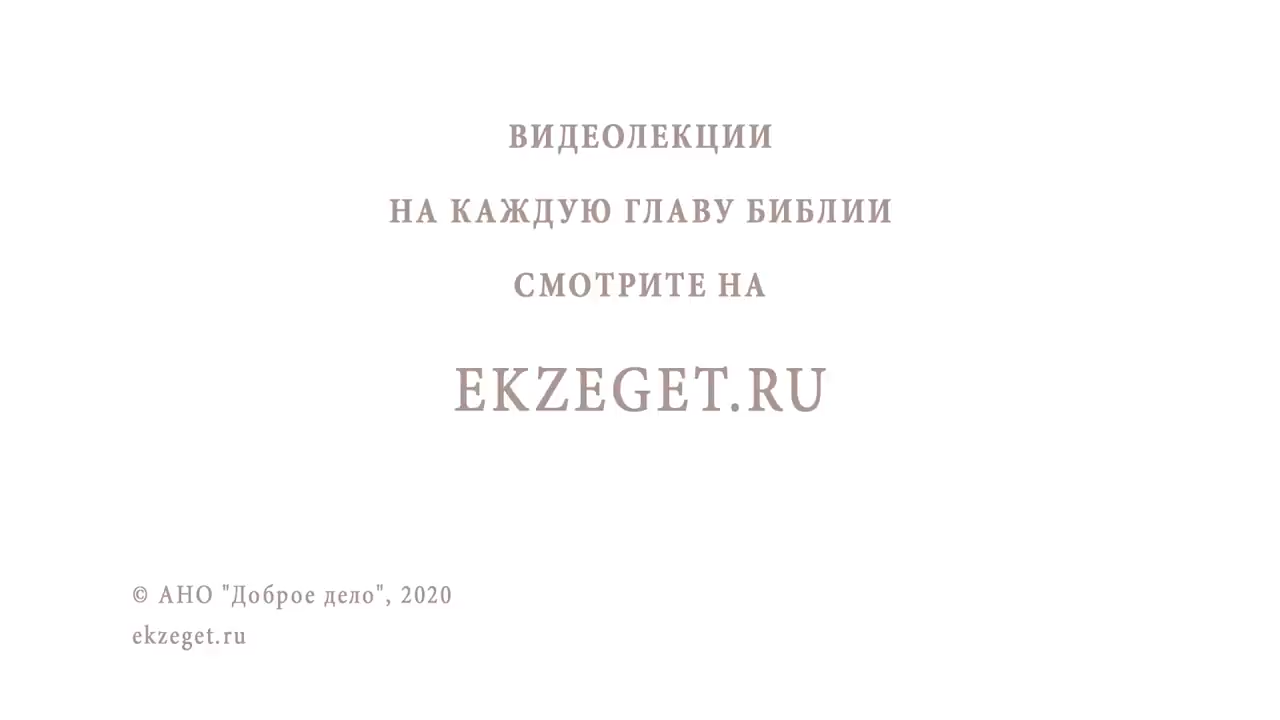 ВИДЕОЛЕКЦИИ
НА КАЖДУЮ ГЛАВУ БИБЛИИ
СМОТРИТЕ НА
EKZEGET.RU
© АНО "Доброе дело", 2020
ekzeget.ru